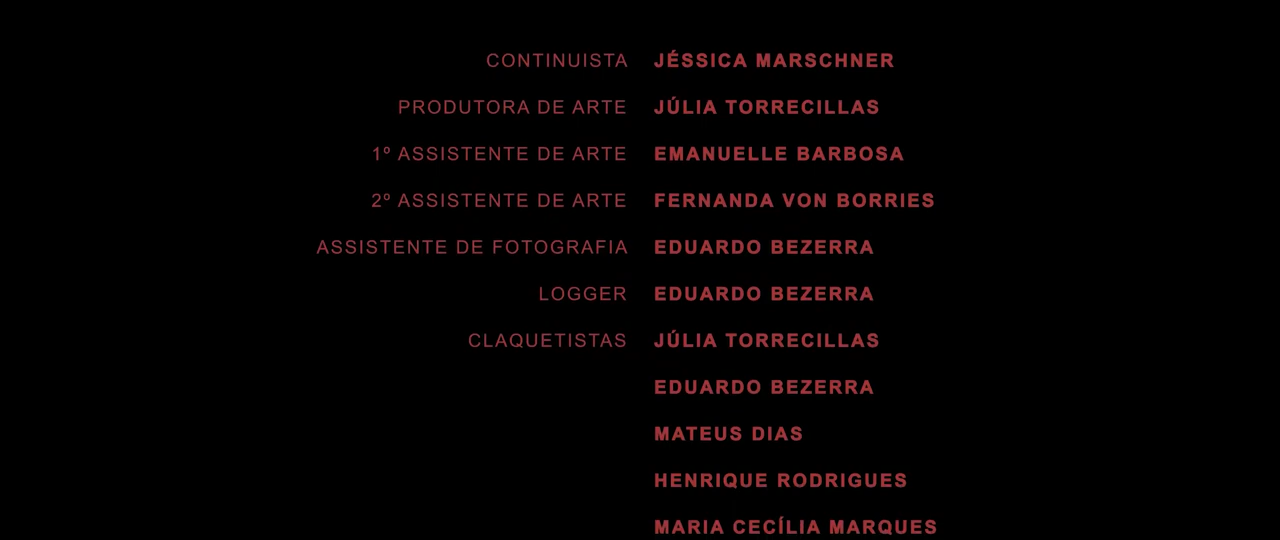 CONTINUISTA JÉSSICA MARSCHNER
PRODUTORA DE ARTE JÚLIA TORRECILLAS
1º ASSISTENTE DE ARTE EMANUELLE BARBOSA
2º ASSISTENTE DE ARTE FERNANDA VON BORRIES
ASSISTENTE DE FOTOGRAFIA EDUARDO BEZERRA
LOGGER EDUARDO BEZERRA
CLAQUETISTAS JÚLIA TORRECILLAS
EDUARDO BEZERRA
MATEUS DIAS
HENRIQUE RODRIGUES
MARIA CECÍLIA MARQUES